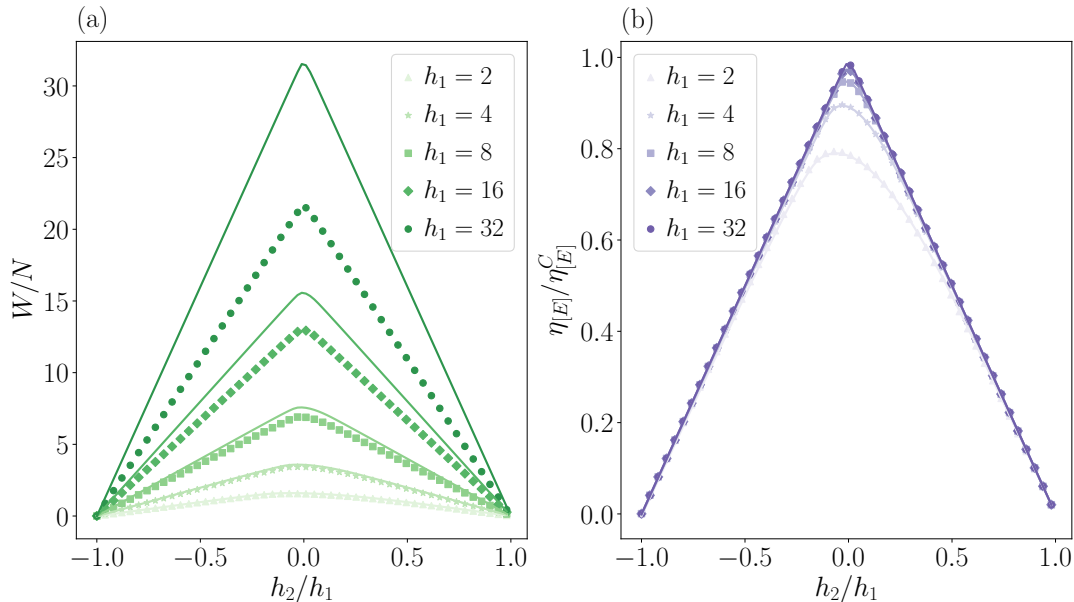 (a)
W/N
30
25
20
15
10
5
0
−1.0
−0.5
0.0
0.5
1.0
h₂/h₁
h₁ = 2
h₁ = 4
h₁ = 8
h₁ = 16
h₁ = 32
(b)
η[E]/η[E]^C
1.0
0.8
0.6
0.4
0.2
0.0
−1.0
−0.5
0.0
0.5
1.0
h₂/h₁
h₁ = 2
h₁ = 4
h₁ = 8
h₁ = 16
h₁ = 32